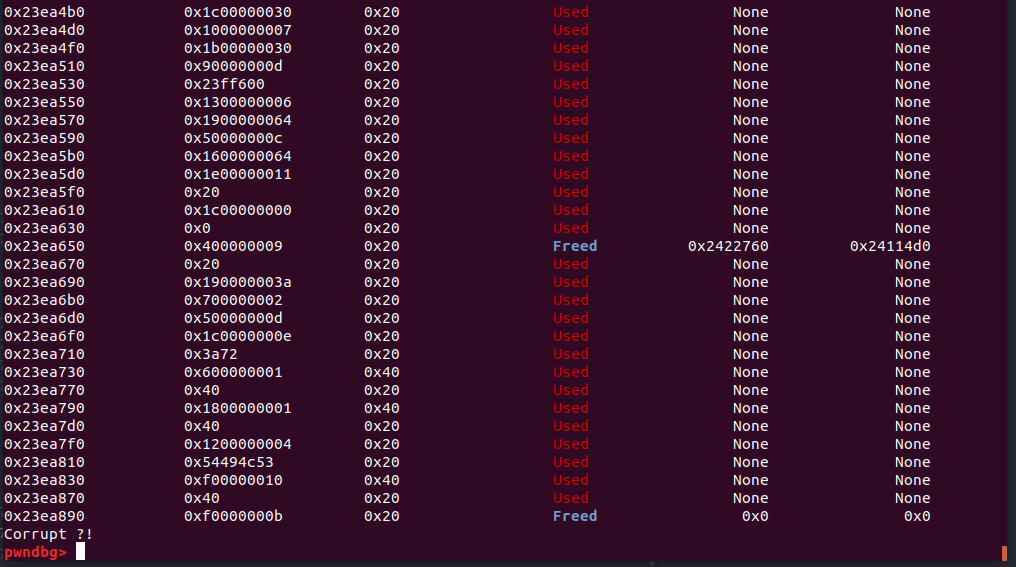 0x23ea4b0 0x1c00000030 0x20 Used None None
0x23ea4d0 0x1000000007 0x20 Used None None
0x23ea4f0 0x1b00000030 0x20 Used None None
0x23ea510 0x90000000d 0x20 Used None None
0x23ea530 0x23ff600 0x20 Used None None
0x23ea550 0x1300000006 0x20 Used None None
0x23ea570 0x1900000064 0x20 Used None None
0x23ea590 0x50000000c 0x20 Used None None
0x23ea5b0 0x1600000064 0x20 Used None None
0x23ea5d0 0x1e00000011 0x20 Used None None
0x23ea5f0 0x20 0x20 Used None None
0x23ea610 0x1c00000000 0x20 Used None None
0x23ea630 0x0 0x20 Used None None
0x23ea650 0x400000009 0x20 Freed 0x2422760 0x24114d0
0x23ea670 0x20 0x20 Used None None
0x23ea690 0x190000003a 0x20 Used None None
0x23ea6b0 0x700000002 0x20 Used None None
0x23ea6d0 0x50000000d 0x20 Used None None
0x23ea6f0 0x1c0000000e 0x20 Used None None
0x23ea710 0x3a72 0x20 Used None None
0x23ea730 0x600000001 0x40 Used None None
0x23ea770 0x40 0x20 Used None None
0x23ea790 0x1800000001 0x40 Used None None
0x23ea7d0 0x40 0x20 Used None None
0x23ea7f0 0x1200000004 0x20 Used None None
0x23ea810 0x54494c53 0x20 Used None None
0x23ea830 0xf00000010 0x40 Used None None
0x23ea870 0x40 0x20 Used None None
0x23ea890 0xf0000000b 0x20 Freed 0x0 0x0
Corrupt ?!
pwndbg>